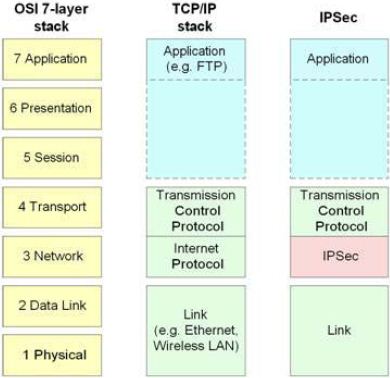 OSI 7-layer
stack
TCP/IP
stack
IPSec
7 Application
Application
(e.g. FTP)
Application
6 Presentation
5 Session
4 Transport
Transmission
Control
Protocol
Transmission
Control
Protocol
3 Network
Internet
Protocol
IPSec
2 Data Link
1 Physical
Link
(e.g. Ethernet,
Wireless LAN)
Link